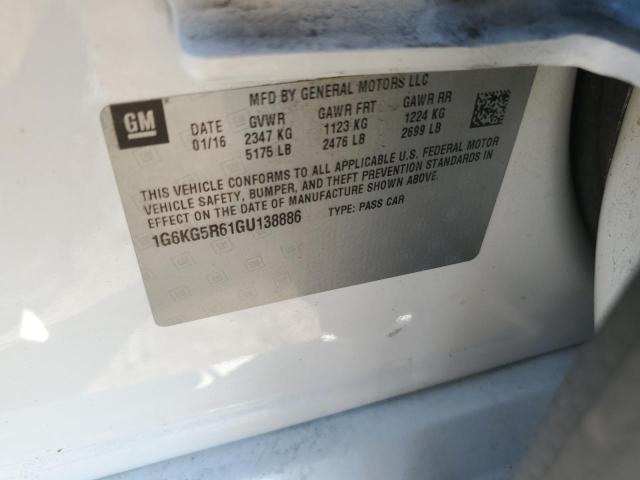 MFD BY GENERAL MOTORS LLC
GM
DATE GVWR GAWR FRT GAWR RR
01/16 2347 KG 1123 KG 1224 KG
5175 LB 2476 LB 2699 LB
THIS VEHICLE CONFORMS TO ALL APPLICABLE U.S. FEDERAL MOTOR
VEHICLE SAFETY, BUMPER, AND THEFT PREVENTION STANDARDS IN
EFFECT ON THE DATE OF MANUFACTURE SHOWN ABOVE.
1G6KG5R61GU138886 TYPE: PASS CAR